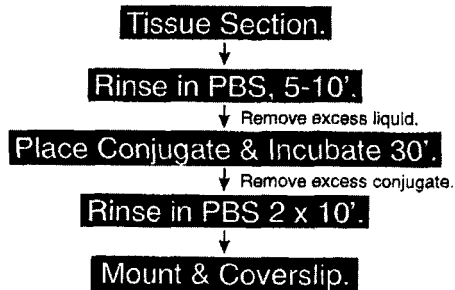 Tissue Section.
Rinse in PBS, 5-10'.
Remove excess liquid.
Place Conjugate & Incubate 30'.
Remove excess conjugate.
Rinse in PBS 2 x 10'.
Mount & Coverslip.